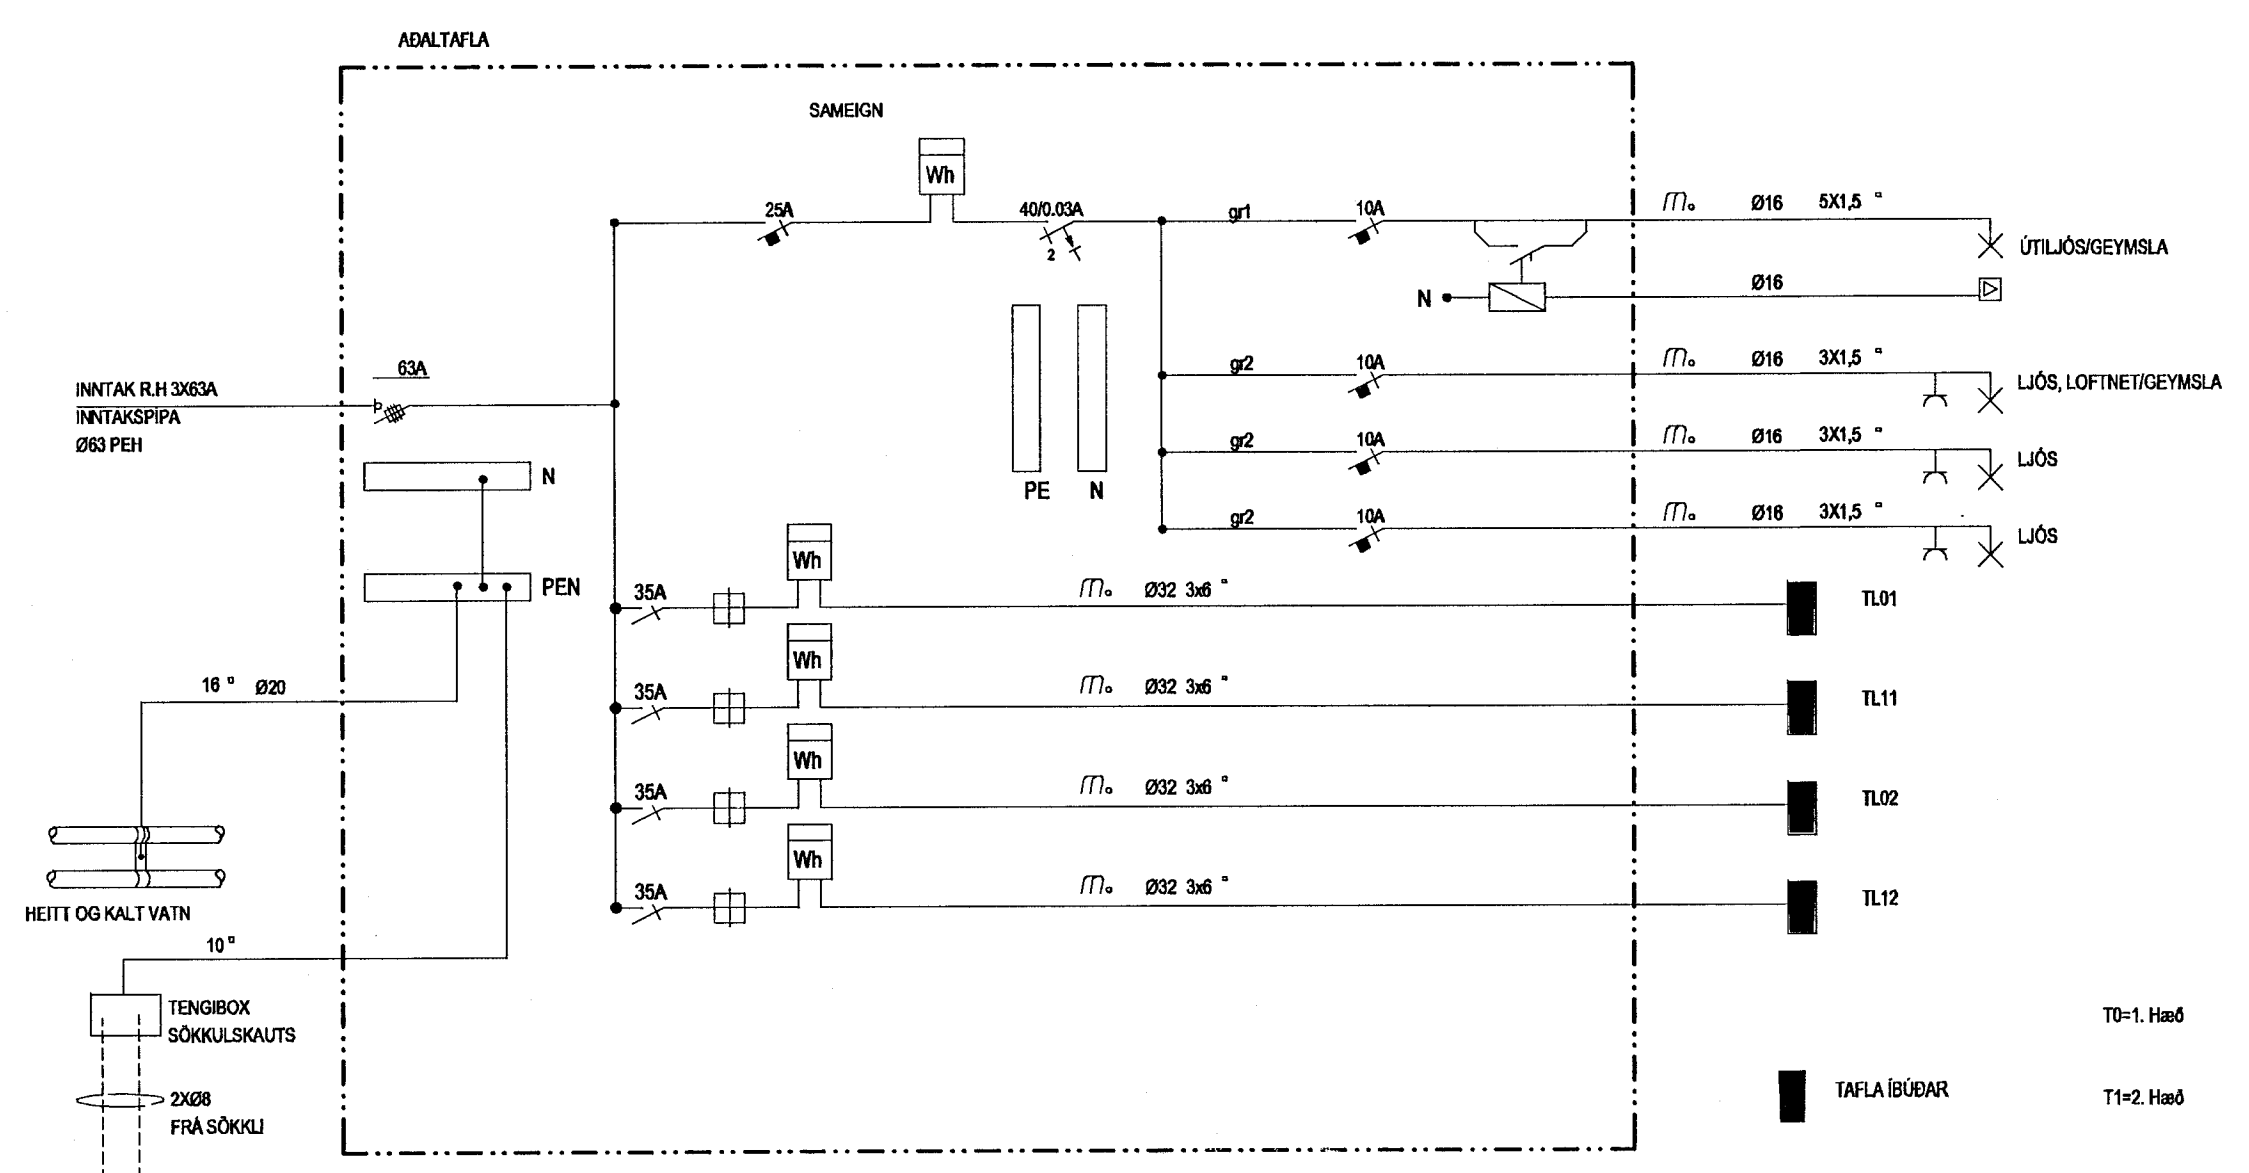 AÐALTAFLA
SAMEIGN
Wh
25A
40/0.03A
2
gr1
10A
Ø16 5X1,5 ▫
ÚTILJÓS/GEYMSLA
N
Ø16
63A
INNTAK R.H 3X63A
INNTAKSPÍPA
Ø63 PEH
gr2
10A
Ø16 3X1,5 ▫
LJÓS, LOFTNET/GEYMSLA
gr2
10A
Ø16 3X1,5 ▫
LJÓS
N
PE N
gr2
10A
Ø16 3X1,5 ▫
LJÓS
PEN
Wh
35A
Ø32 3x6 ▫
TL01
Wh
35A
Ø32 3x6 ▫
TL11
16 ▫ Ø20
Wh
35A
Ø32 3x6 ▫
TL02
Wh
35A
Ø32 3x6 ▫
TL12
HEITT OG KALT VATN
10 ▫
TENGIBOX
SÖKKULSKAUTS
2XØ8
FRÁ SÖKKLI
T0=1. Hæð
TAFLA ÍBÚÐAR
T1=2. Hæð